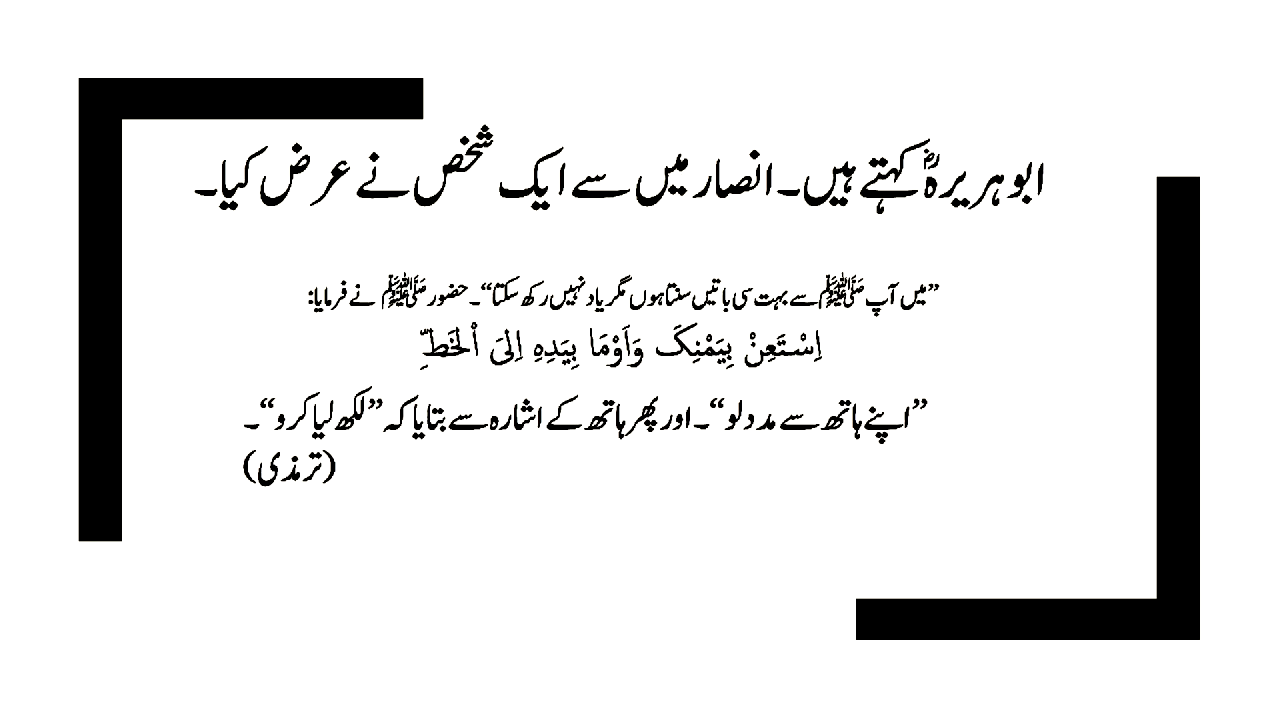 ابوہریرہؓ کہتے ہیں۔ انصار میں سے ایک شخص نے عرض کیا۔
”میں آپ ﷺ سے بہت سی باتیں سنتا ہوں مگر یاد نہیں رکھ سکتا“۔ حضور ﷺ نے فرمایا:
اِسْتَعِنْ بِیَمْنِکَ وَاَوْمَا بِیَدِہِ اِلیَ اْلخَطِّ
”اپنے ہاتھ سے مدد لو“۔ اور پھر ہاتھ کے اشارہ سے بتایا کہ ”لکھ لیا کرو“۔
(ترمذی)